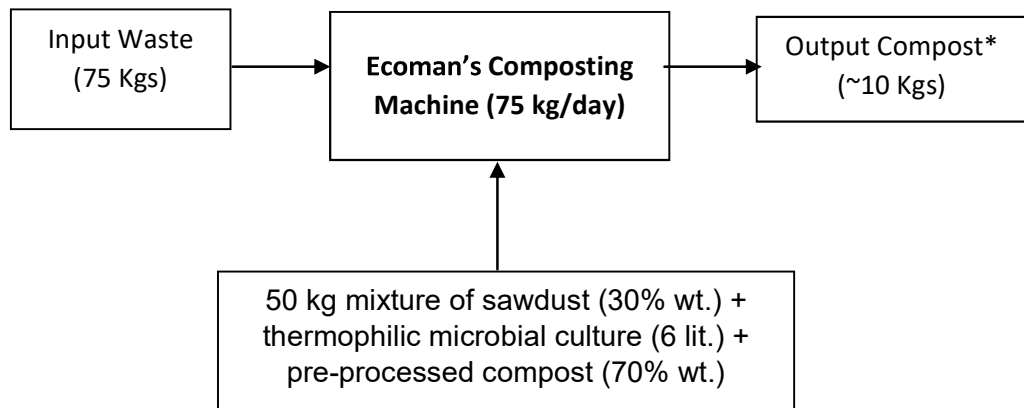 Input Waste
(75 Kgs)
Ecoman’s Composting
Machine (75 kg/day)
Output Compost*
(~10 Kgs)
50 kg mixture of sawdust (30% wt.) +
thermophilic microbial culture (6 lit.) +
pre-processed compost (70% wt.)